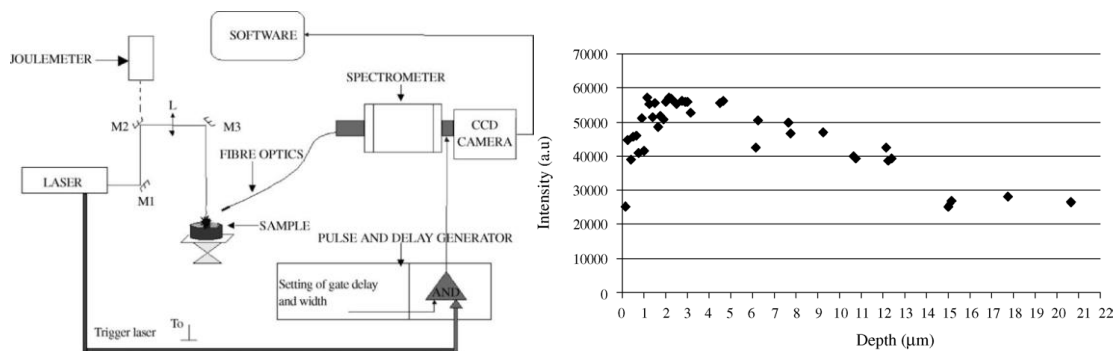 SOFTWARE
JOULEMETER
SPECTROMETER
L
M2
M3
CCD
CAMERA
FIBRE OPTICS
LASER
M1
SAMPLE
PULSE AND DELAY GENERATOR
Setting of gate delay
and width
AND
To
Trigger laser
70000
60000
50000
40000
30000
20000
10000
0
Intensity (a.u)
0 1 2 3 4 5 6 7 8 9 10 11 12 13 14 15 16 17 18 19 20 21 22
Depth (μm)